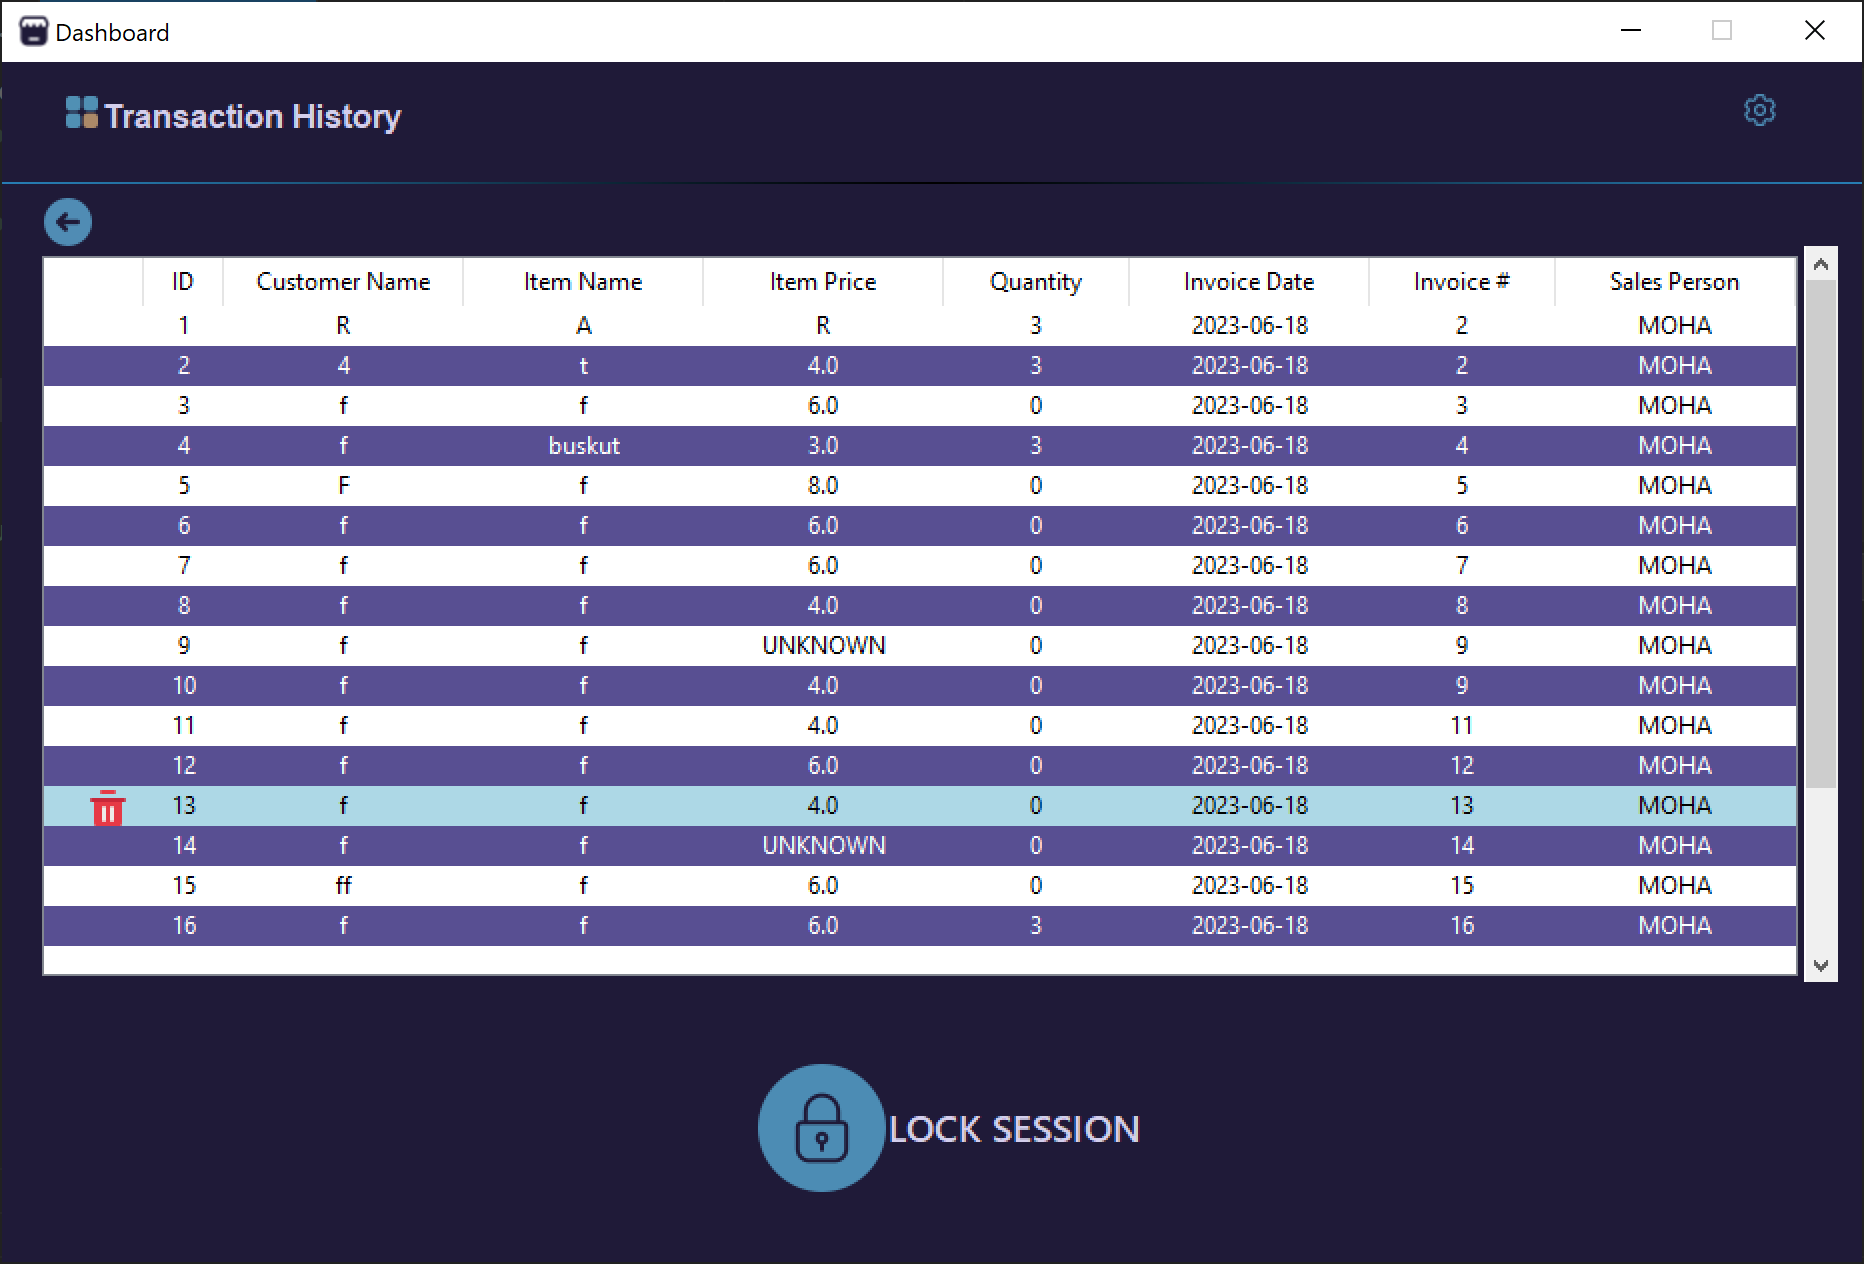 Dashboard
Transaction History
ID Customer Name Item Name Item Price Quantity Invoice Date Invoice # Sales Person
1 R A R 3 2023-06-18 2 MOHA
2 4 t 4.0 3 2023-06-18 2 MOHA
3 f f 6.0 0 2023-06-18 3 MOHA
4 f buskut 3.0 3 2023-06-18 4 MOHA
5 F f 8.0 0 2023-06-18 5 MOHA
6 f f 6.0 0 2023-06-18 6 MOHA
7 f f 6.0 0 2023-06-18 7 MOHA
8 f f 4.0 0 2023-06-18 8 MOHA
9 f f UNKNOWN 0 2023-06-18 9 MOHA
10 f f 4.0 0 2023-06-18 9 MOHA
11 f f 4.0 0 2023-06-18 11 MOHA
12 f f 6.0 0 2023-06-18 12 MOHA
13 f f 4.0 0 2023-06-18 13 MOHA
14 f f UNKNOWN 0 2023-06-18 14 MOHA
15 ff f 6.0 0 2023-06-18 15 MOHA
16 f f 6.0 3 2023-06-18 16 MOHA
LOCK SESSION